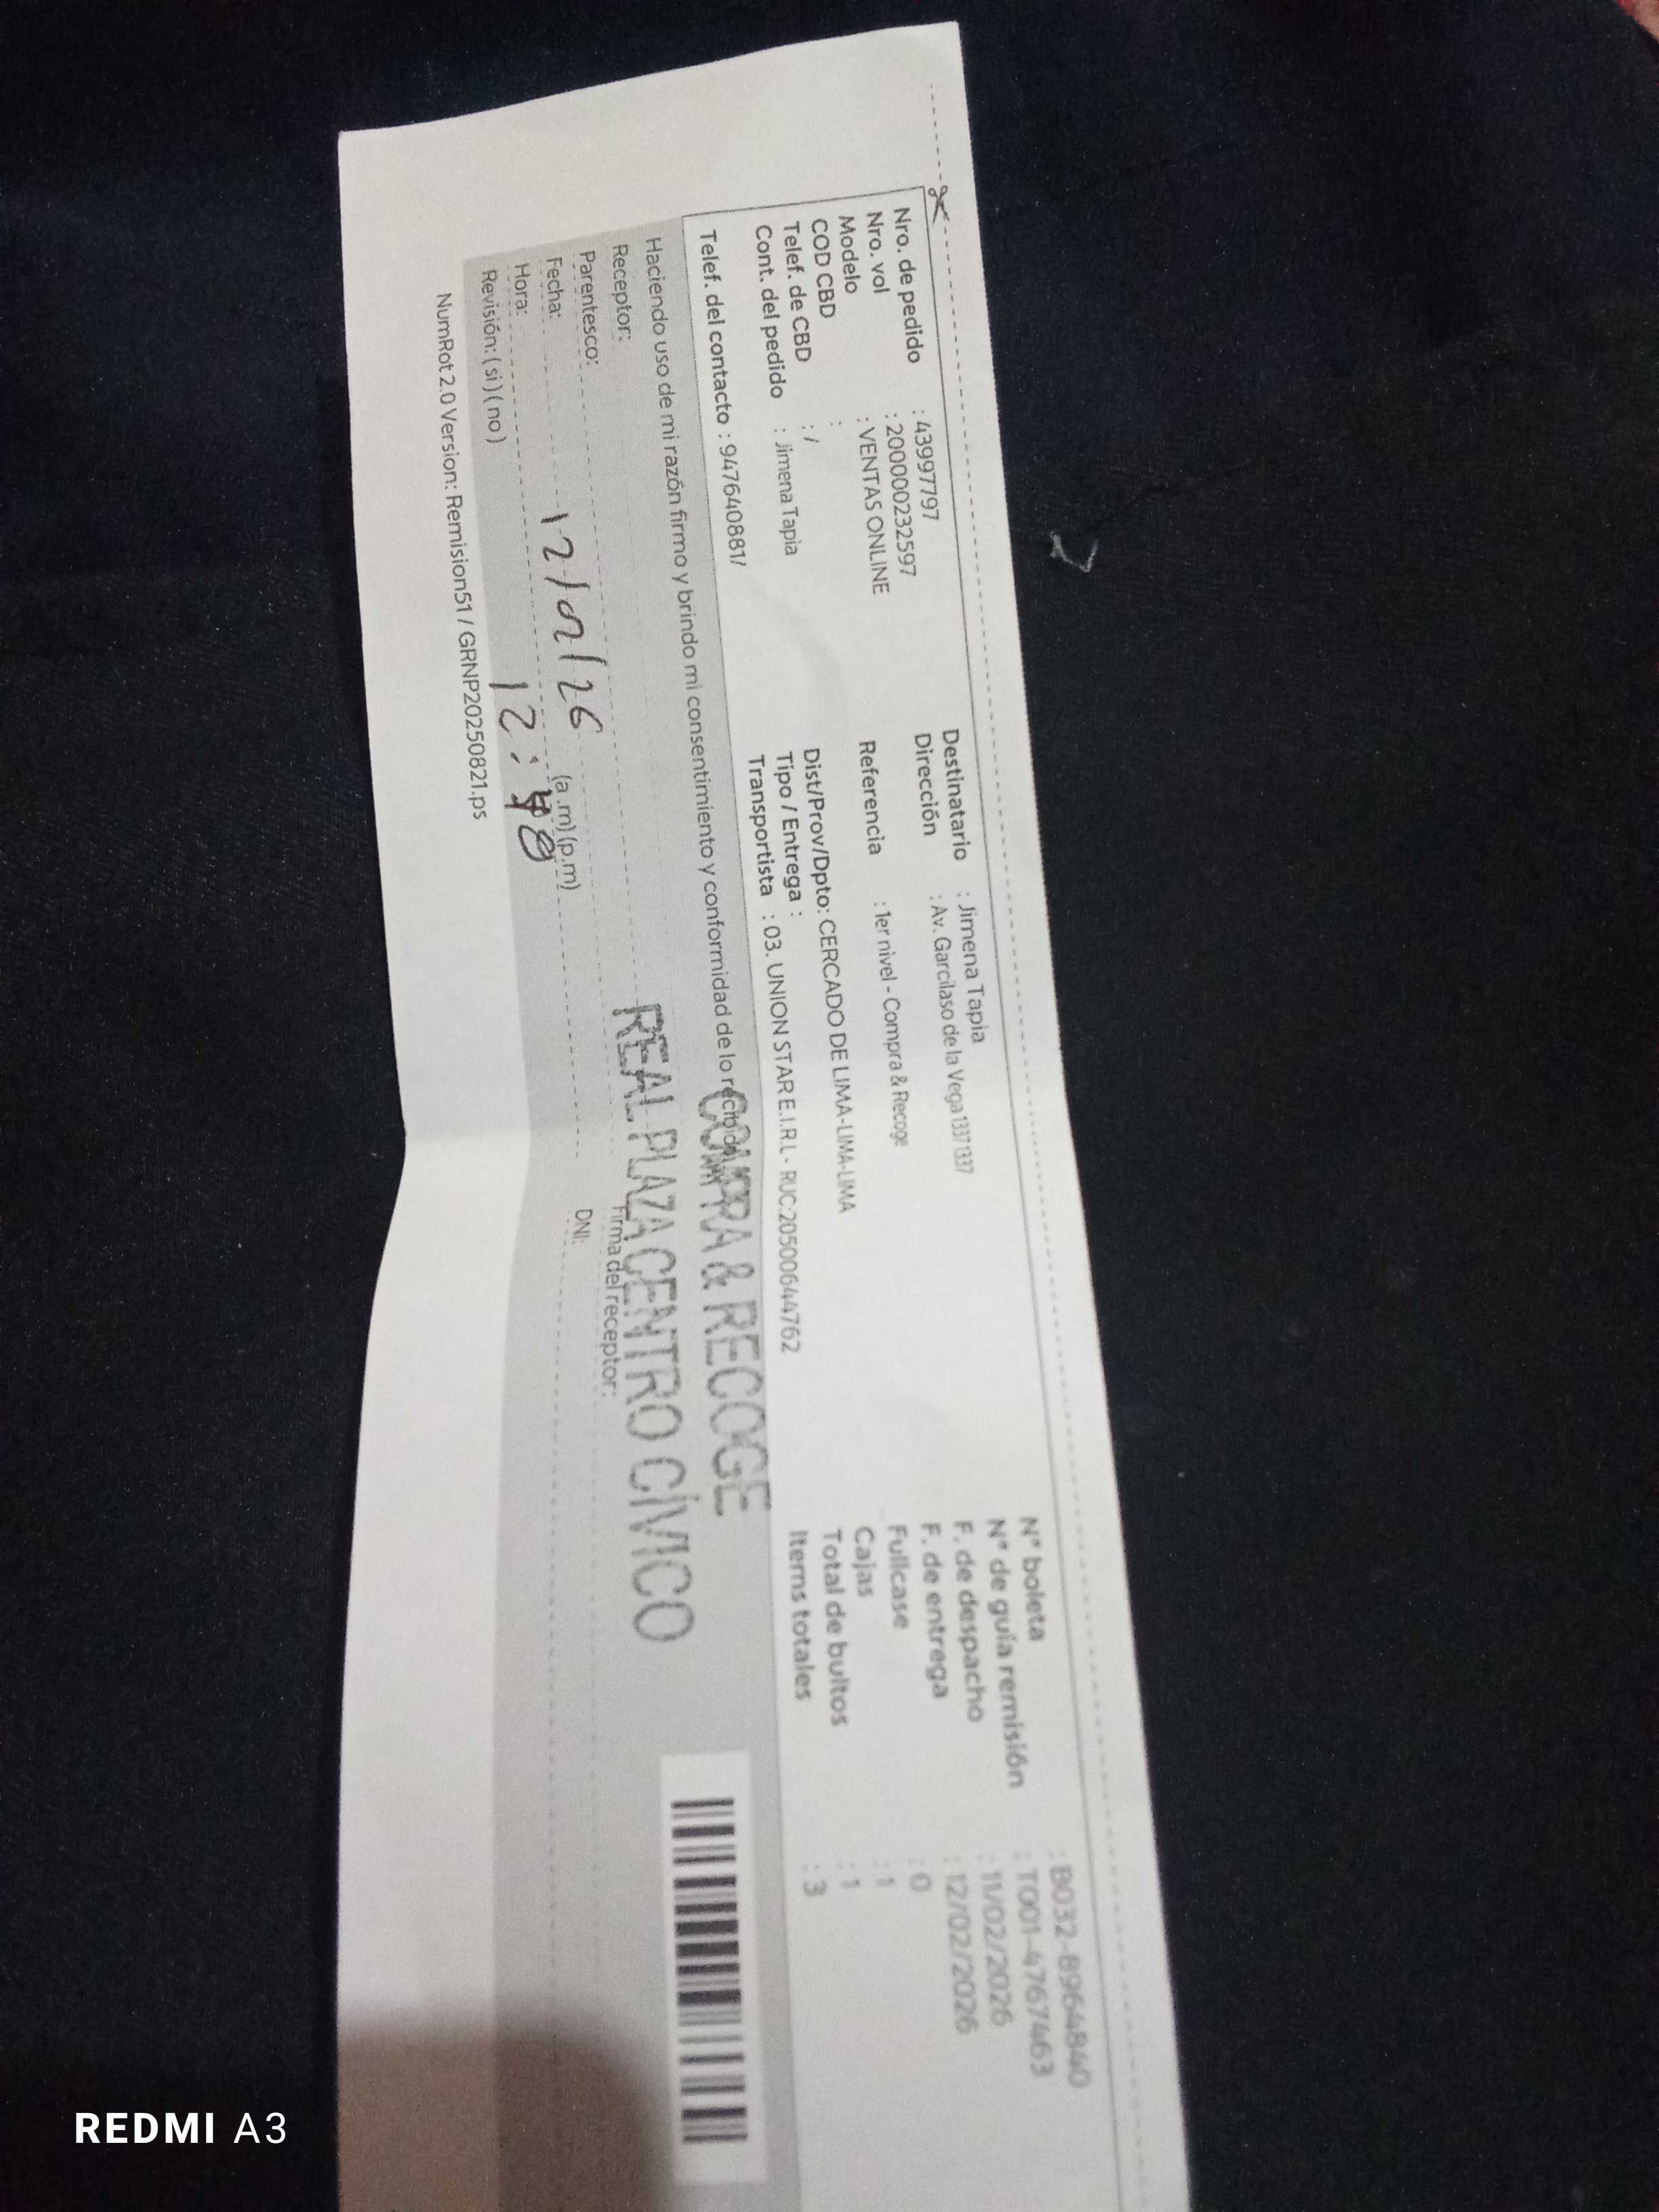 Nro. de pedido : 43997797
Nro. vol : 200000232597
Modelo : VENTAS ONLINE
COD CBD :
Telef. de CBD : /
Cont. del pedido : Jimena Tapia
Telef. del contacto : 947640881/
Destinatario : Jimena Tapia
Dirección : Av. Garcilaso de la Vega 1337 1337
Referencia : 1er nivel - Compra & Recoge
Dist/Prov/Dpto: CERCADO DE LIMA-LIMA-LIMA
Tipo / Entrega :
Transportista : 03. UNION STAR E.I.R.L - RUC:20500644762
N° boleta : B032-8964840
N° de guía remisión : T001-4767463
F. de despacho : 11/02/2026
F. de entrega : 12/02/2026
Fullcase : 0
Cajas : 1
Total de bultos : 1
Items totales : 3
Haciendo uso de mi razón firmo y brindo mi consentimiento y conformidad de lo recibido
COMPRA & RECOGE
REAL PLAZA CENTRO CÍVICO
Receptor:
Parentesco:
Fecha: 12/02/26
Hora: 12: (a.m)(p.m)
Revisión: ( si ) ( no )
Firma del receptor:
DNI:
NumRot 2.0 Version: Remision51 / GRNP20250821.ps
REDMI A3